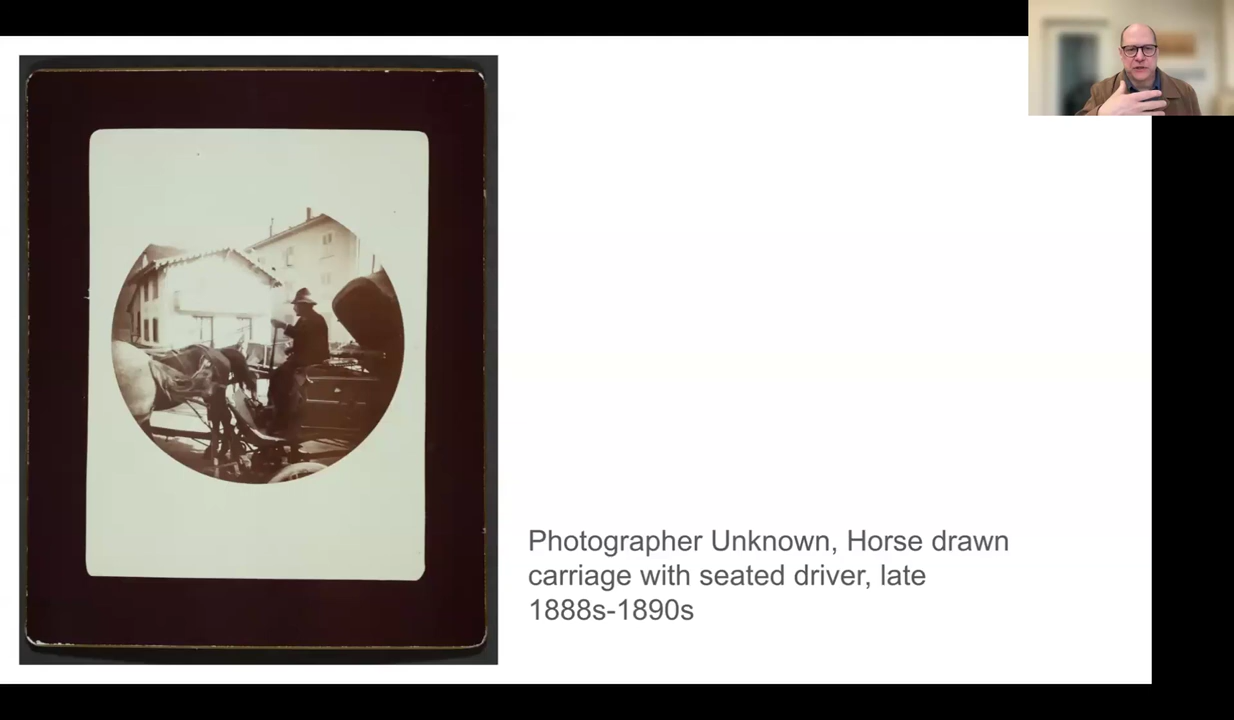 Photographer Unknown, Horse drawn
carriage with seated driver, late
1888s-1890s